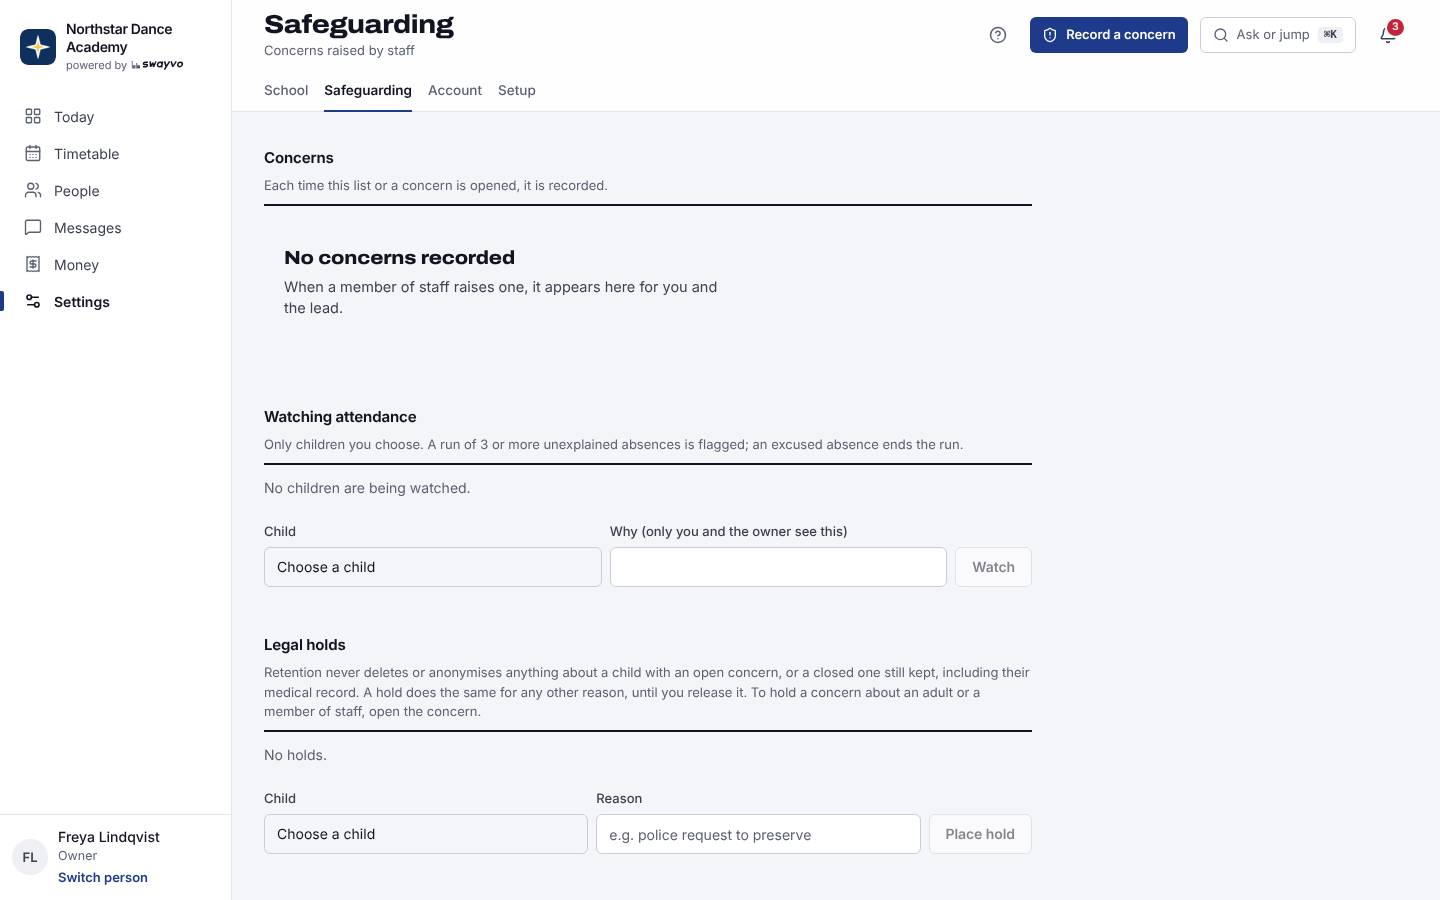 Northstar Dance
Academy
powered by swayvo
Today
Timetable
People
Messages
Money
Settings
FL
Freya Lindqvist
Owner
Switch person
Safeguarding
Concerns raised by staff
Record a concern
Ask or jump ⌘K
3
School Safeguarding Account Setup
Concerns
Each time this list or a concern is opened, it is recorded.
No concerns recorded
When a member of staff raises one, it appears here for you and
the lead.
Watching attendance
Only children you choose. A run of 3 or more unexplained absences is flagged; an excused absence ends the run.
No children are being watched.
Child Why (only you and the owner see this)
Choose a child Watch
Legal holds
Retention never deletes or anonymises anything about a child with an open concern, or a closed one still kept, including their
medical record. A hold does the same for any other reason, until you release it. To hold a concern about an adult or a
member of staff, open the concern.
No holds.
Child Reason
Choose a child e.g. police request to preserve Place hold